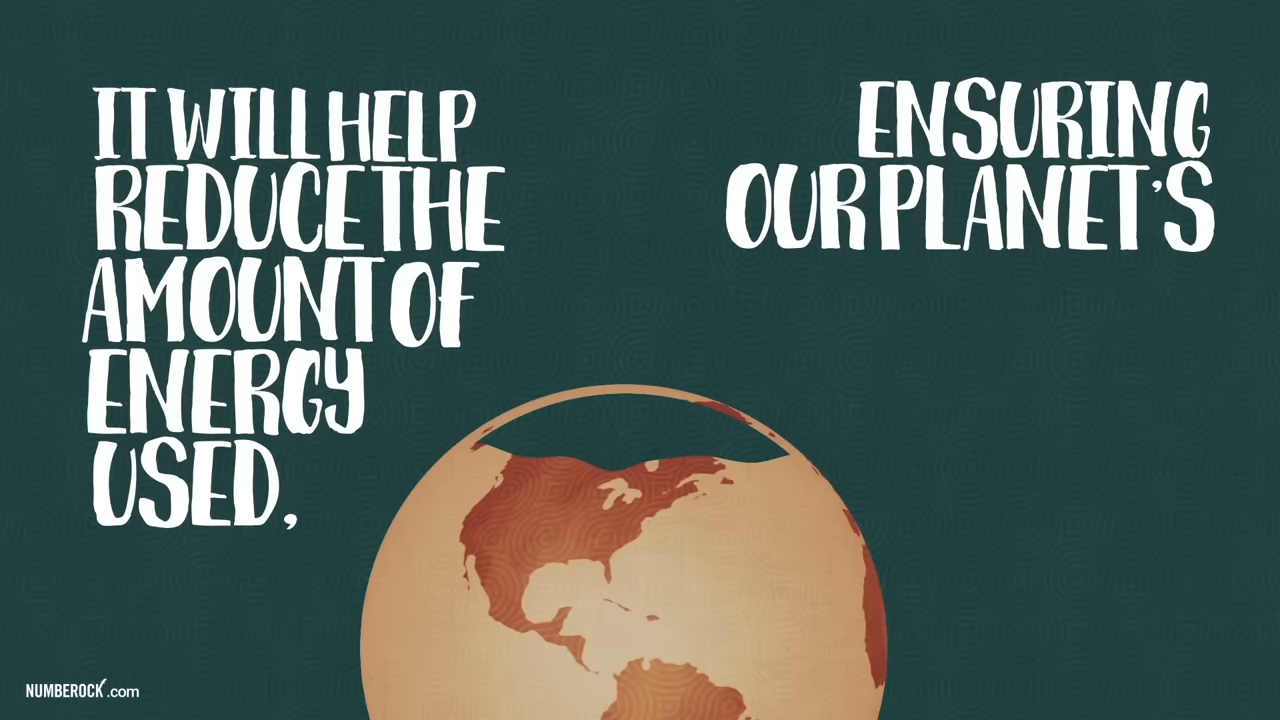 IT WILL HELP
REDUCE THE
AMOUNT OF
ENERGY
USED,
ENSURING
OUR PLANET'S
NUMBEROCK.com